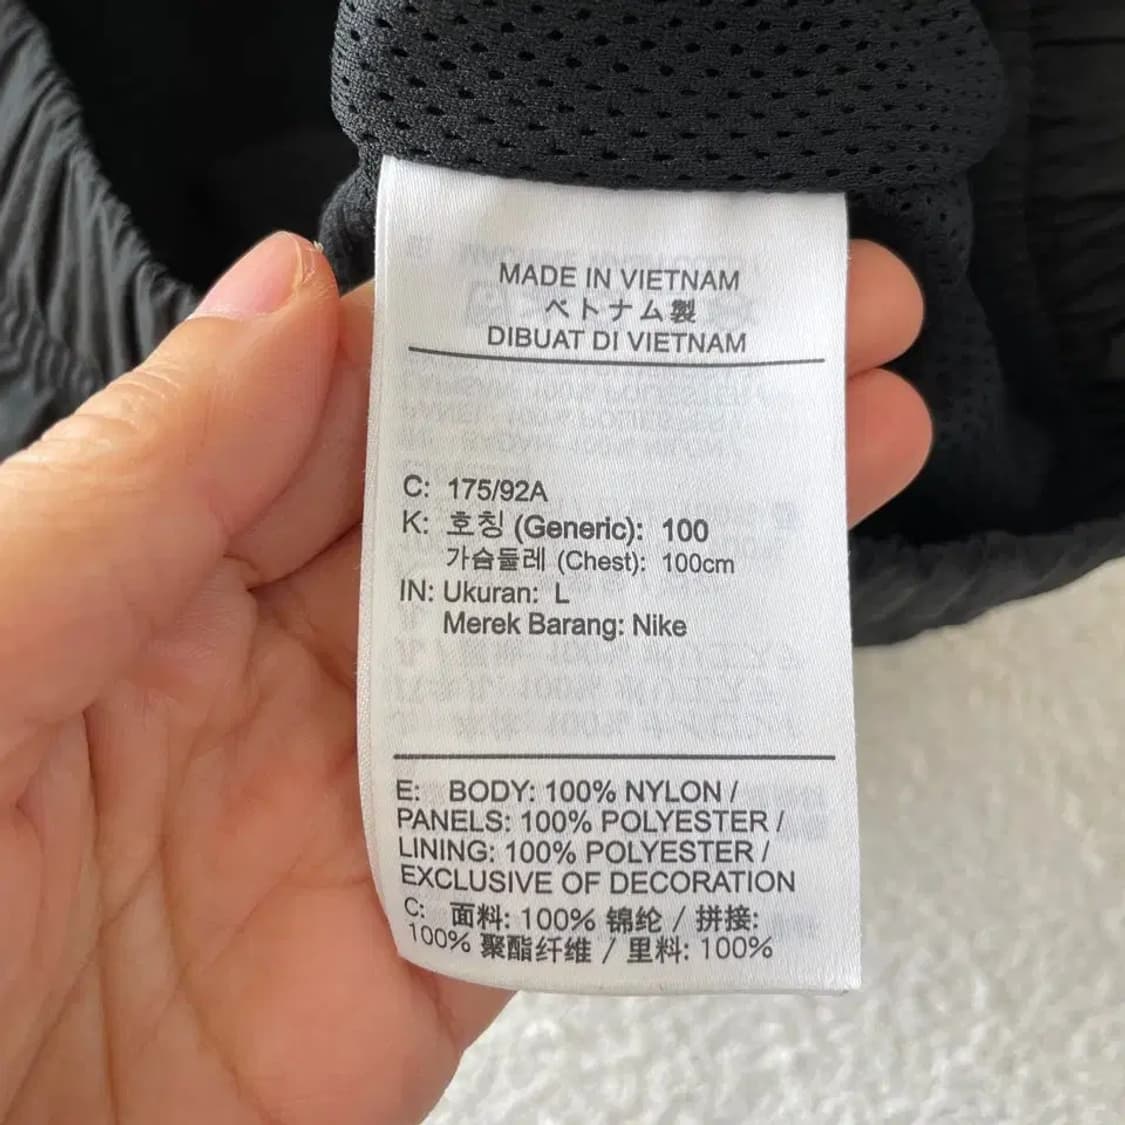 MADE IN VIETNAM
ベトナム製
DIBUAT DI VIETNAM
C: 175/92A
K: 호칭 (Generic): 100
가슴둘레 (Chest): 100cm
IN: Ukuran: L
Merek Barang: Nike
E: BODY: 100% NYLON /
PANELS: 100% POLYESTER /
LINING: 100% POLYESTER /
EXCLUSIVE OF DECORATION
C: 面料: 100% 锦纶 / 拼接:
100% 聚酯纤维 / 里料: 100%